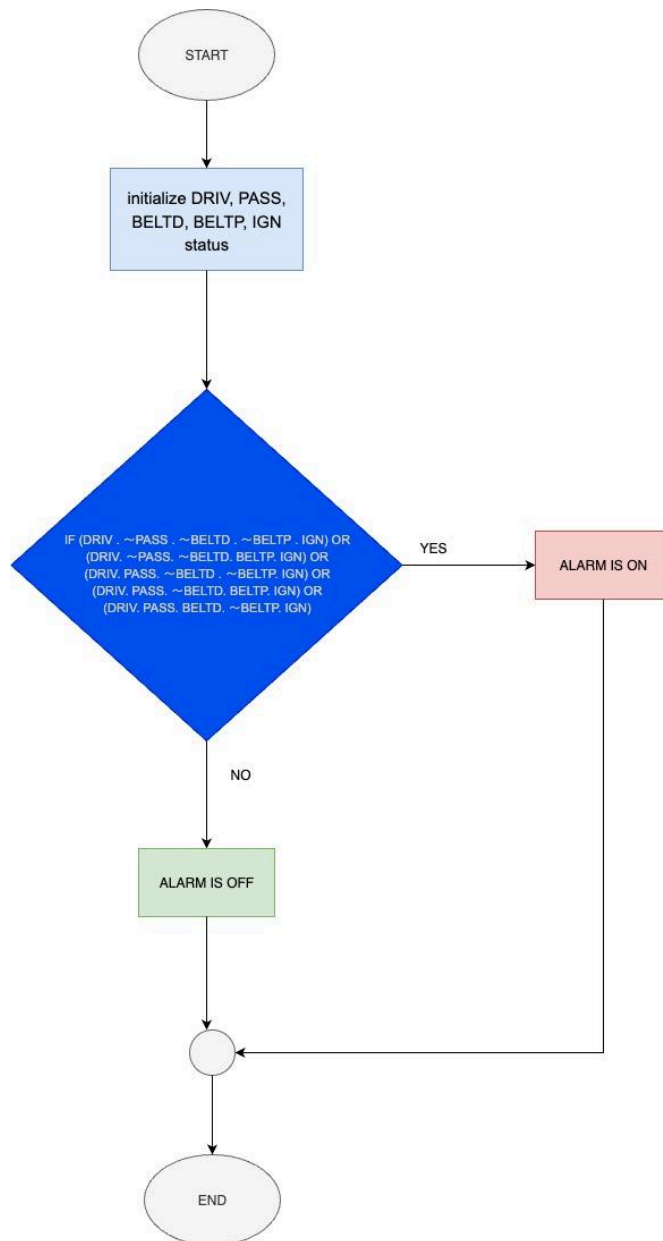 START
initialize DRIV, PASS,
BELTD, BELTP, IGN
status
IF (DRIV . ~PASS . ~BELTD . ~BELTP . IGN) OR
(DRIV. ~PASS. ~BELTD. BELTP. IGN) OR
(DRIV. PASS. ~BELTD . ~BELTP. IGN) OR
(DRIV. PASS. ~BELTD. BELTP. IGN) OR
(DRIV. PASS. BELTD. ~BELTP. IGN)
YES
ALARM IS ON
NO
ALARM IS OFF
END